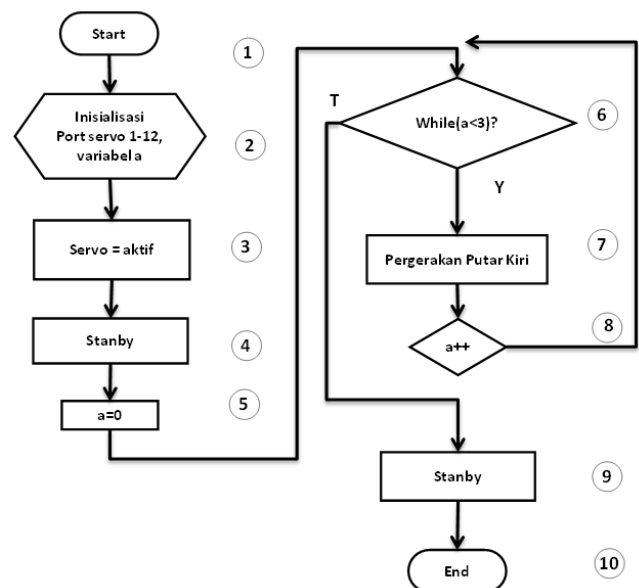 Start
1
Inisialisasi
Port servo 1-12,
variabel a
2
Servo = aktif
3
Stanby
4
a=0
5
While(a<3)?
6
T
Y
Pergerakan Putar Kiri
7
a++
8
Stanby
9
End
10